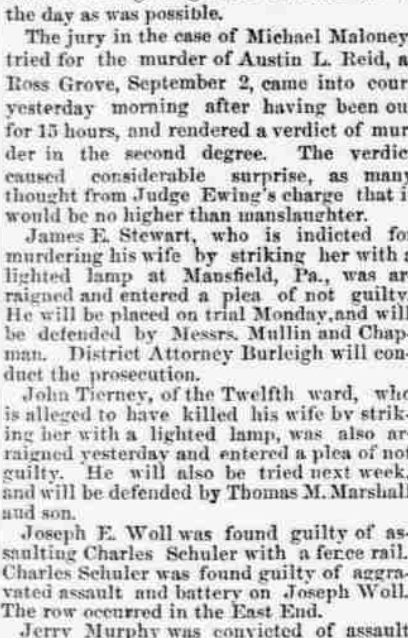 the day as was possible.
The jury in the case of Michael Maloney
tried for the murder of Austin L. Reid, a
Ross Grove, September 2, came into cour
yesterday morning after having been ou
for 15 hours, and rendered a verdict of mur
der in the second degree. The verdic
caused considerable surprise, as many
thought from Judge Ewing's charge that i
would be no higher than manslaughter.
James E. Stewart, who is indicted for
murdering his wife by striking her with a
lighted lamp at Mansfield, Pa., was ar
raigned and entered a plea of not guilty.
He will be placed on trial Monday,and will
be defended by Messrs. Mullin and Chap-
man. District Attorney Burleigh will con-
duct the prosecution.
John Tierney, of the Twelfth ward, who
is alleged to have killed his wife by strik-
ing her with a lighted lamp, was also ar-
raigned yesterday and entered a plea of not
guilty. He will also be tried next week,
and will be defended by Thomas M. Marshall
and son.
Joseph E. Woll was found guilty of as-
saulting Charles Schuler with a fence rail.
Charles Schuler was found guilty of aggra-
vated assault and battery on Joseph Woll.
The row occurred in the East End.
Jerry Murphy was convicted of assault